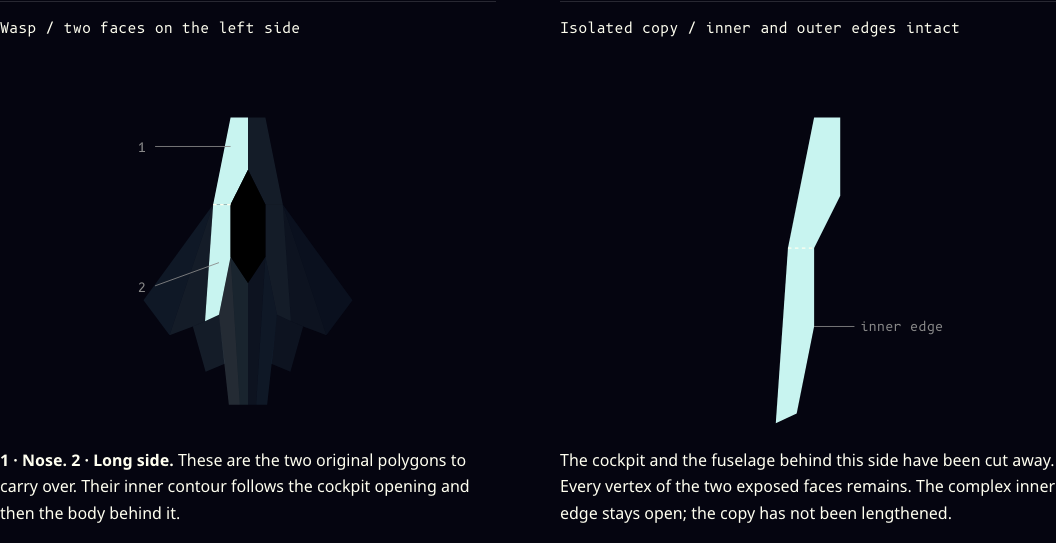 Wasp / two faces on the left side
1
2
1 · Nose. 2 · Long side. These are the two original polygons to
carry over. Their inner contour follows the cockpit opening and
then the body behind it.
Isolated copy / inner and outer edges intact
inner edge
The cockpit and the fuselage behind this side have been cut away.
Every vertex of the two exposed faces remains. The complex inner
edge stays open; the copy has not been lengthened.